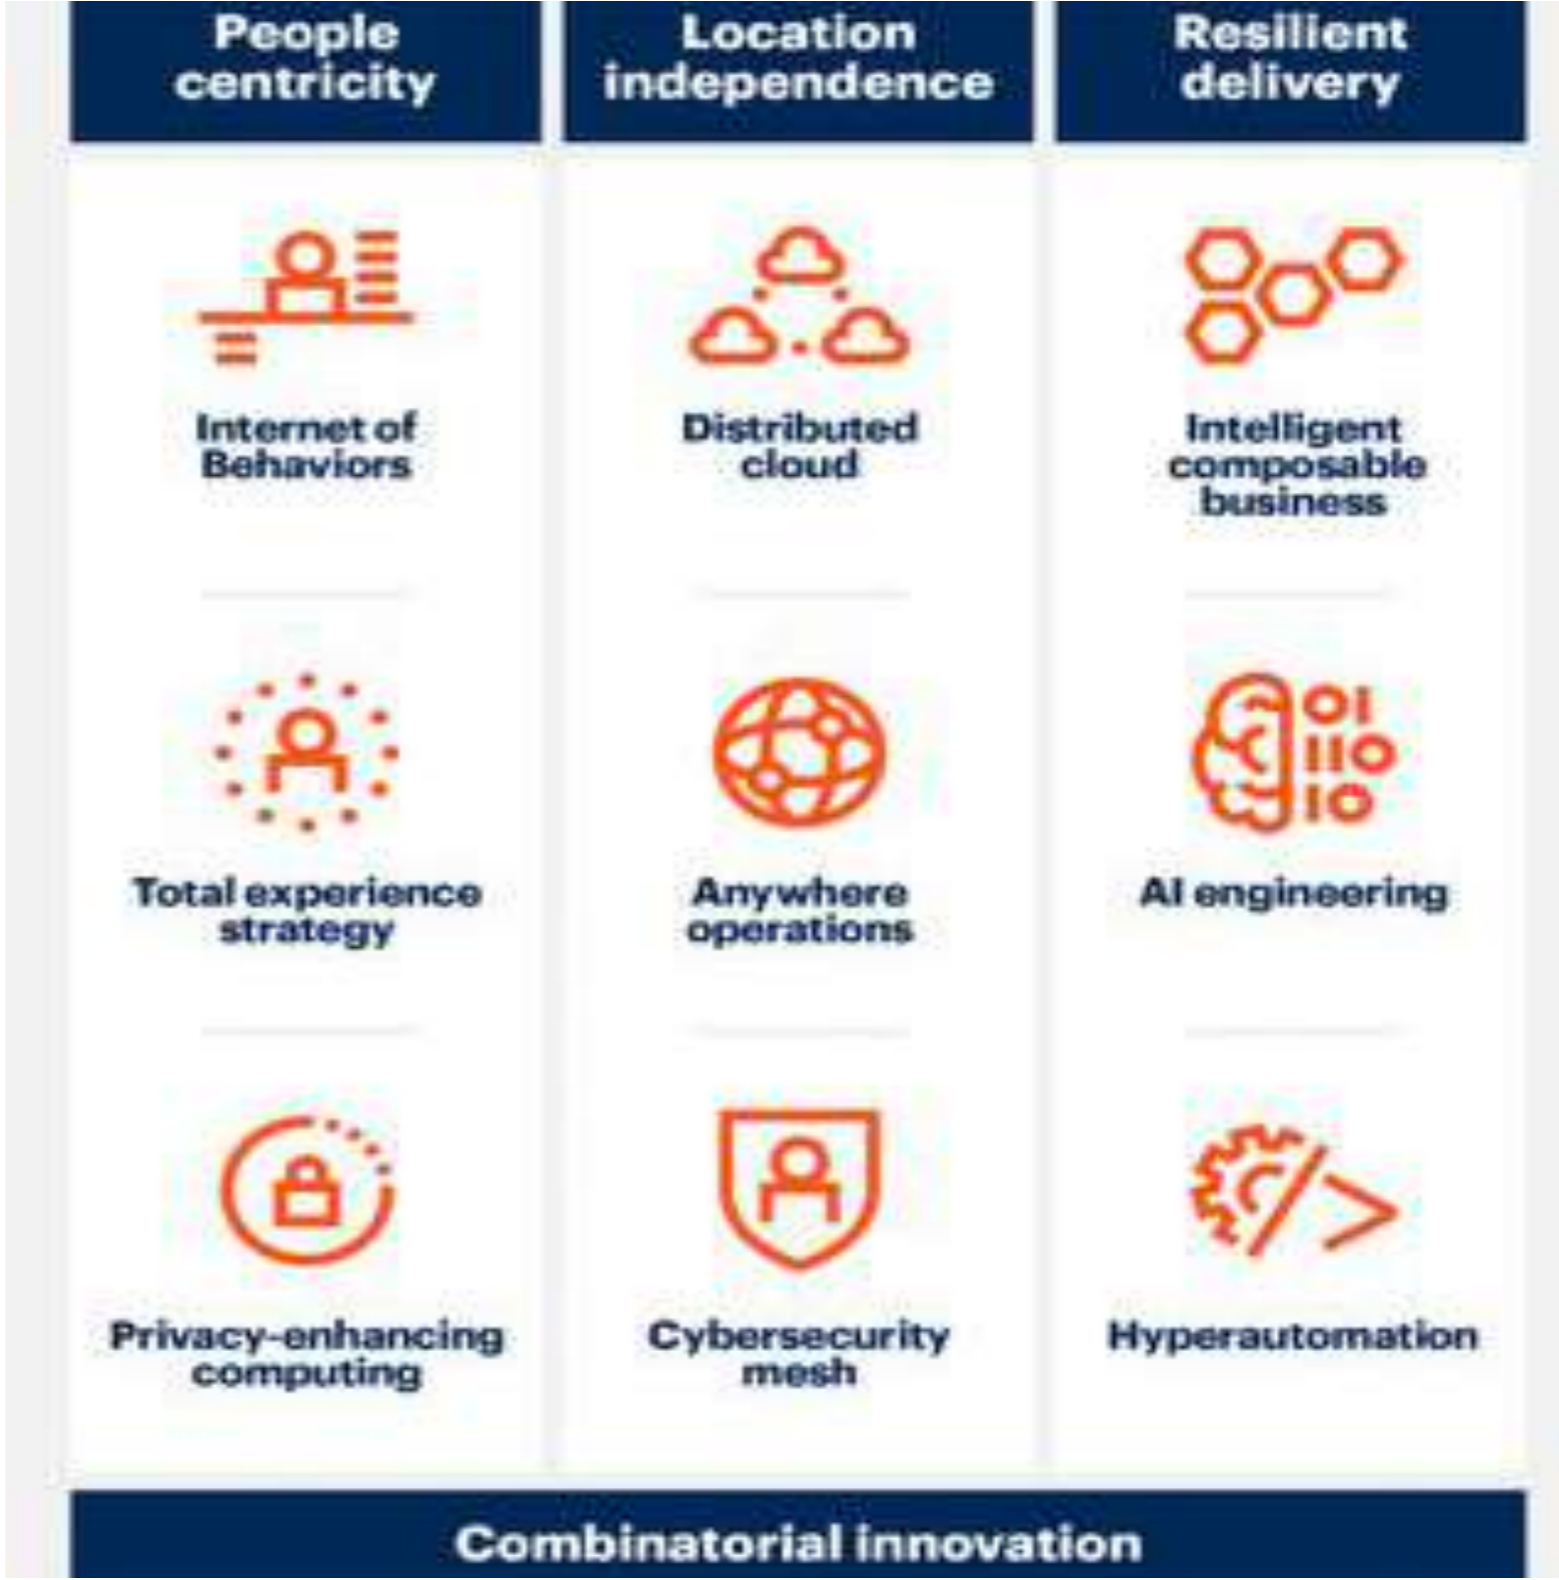 People
centricity
Location
independence
Resilient
delivery
Internet of
Behaviors
Distributed
cloud
Intelligent
composable
business
Total experience
strategy
Anywhere
operations
AI engineering
Privacy-enhancing
computing
Cybersecurity
mesh
Hyperautomation
Combinatorial innovation